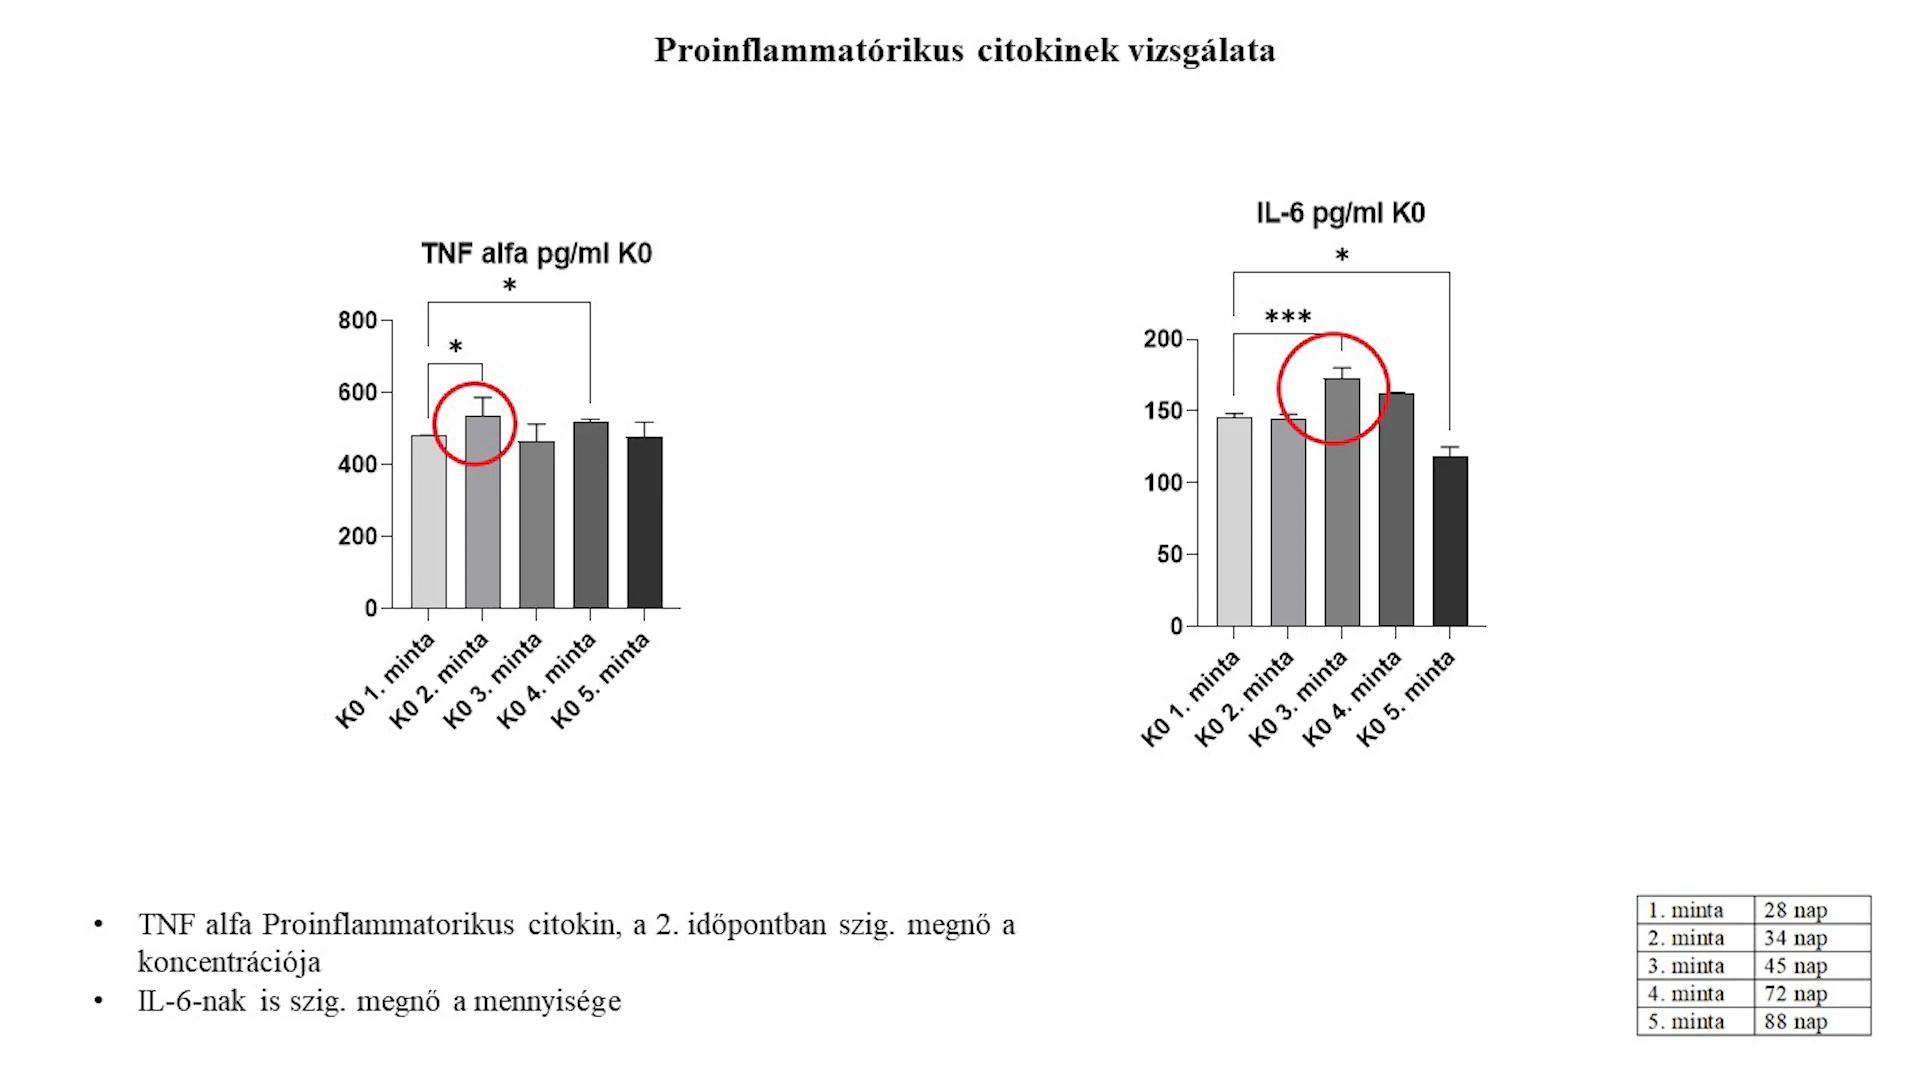 Proinflammatórikus citokinek vizsgálata
TNF alfa pg/ml K0
*
*
800
600
400
200
0
K0 1. minta
K0 2. minta
K0 3. minta
K0 4. minta
K0 5. minta
IL-6 pg/ml K0
*
***
200
150
100
50
0
K0 1. minta
K0 2. minta
K0 3. minta
K0 4. minta
K0 5. minta
• TNF alfa Proinflammatorikus citokin, a 2. időpontban szig. megnő a
koncentrációja
• IL-6-nak is szig. megnő a mennyisége
1. minta 28 nap
2. minta 34 nap
3. minta 45 nap
4. minta 72 nap
5. minta 88 nap